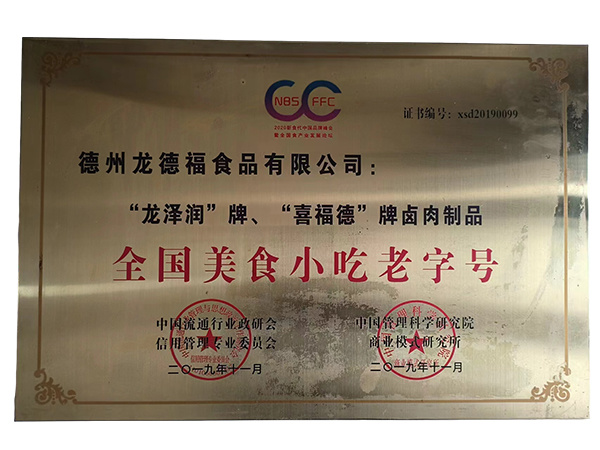 NBS FFC
证书编号：xsd20190099
德州龙德福食品有限公司：
“龙泽润”牌、“喜福德”牌卤肉制品
全国美食小吃老字号
中国流通行业政研会
信用管理专业委员会
二〇一九年十一月
中国管理科学研究院
商业模式研究所
二〇一九年十一月